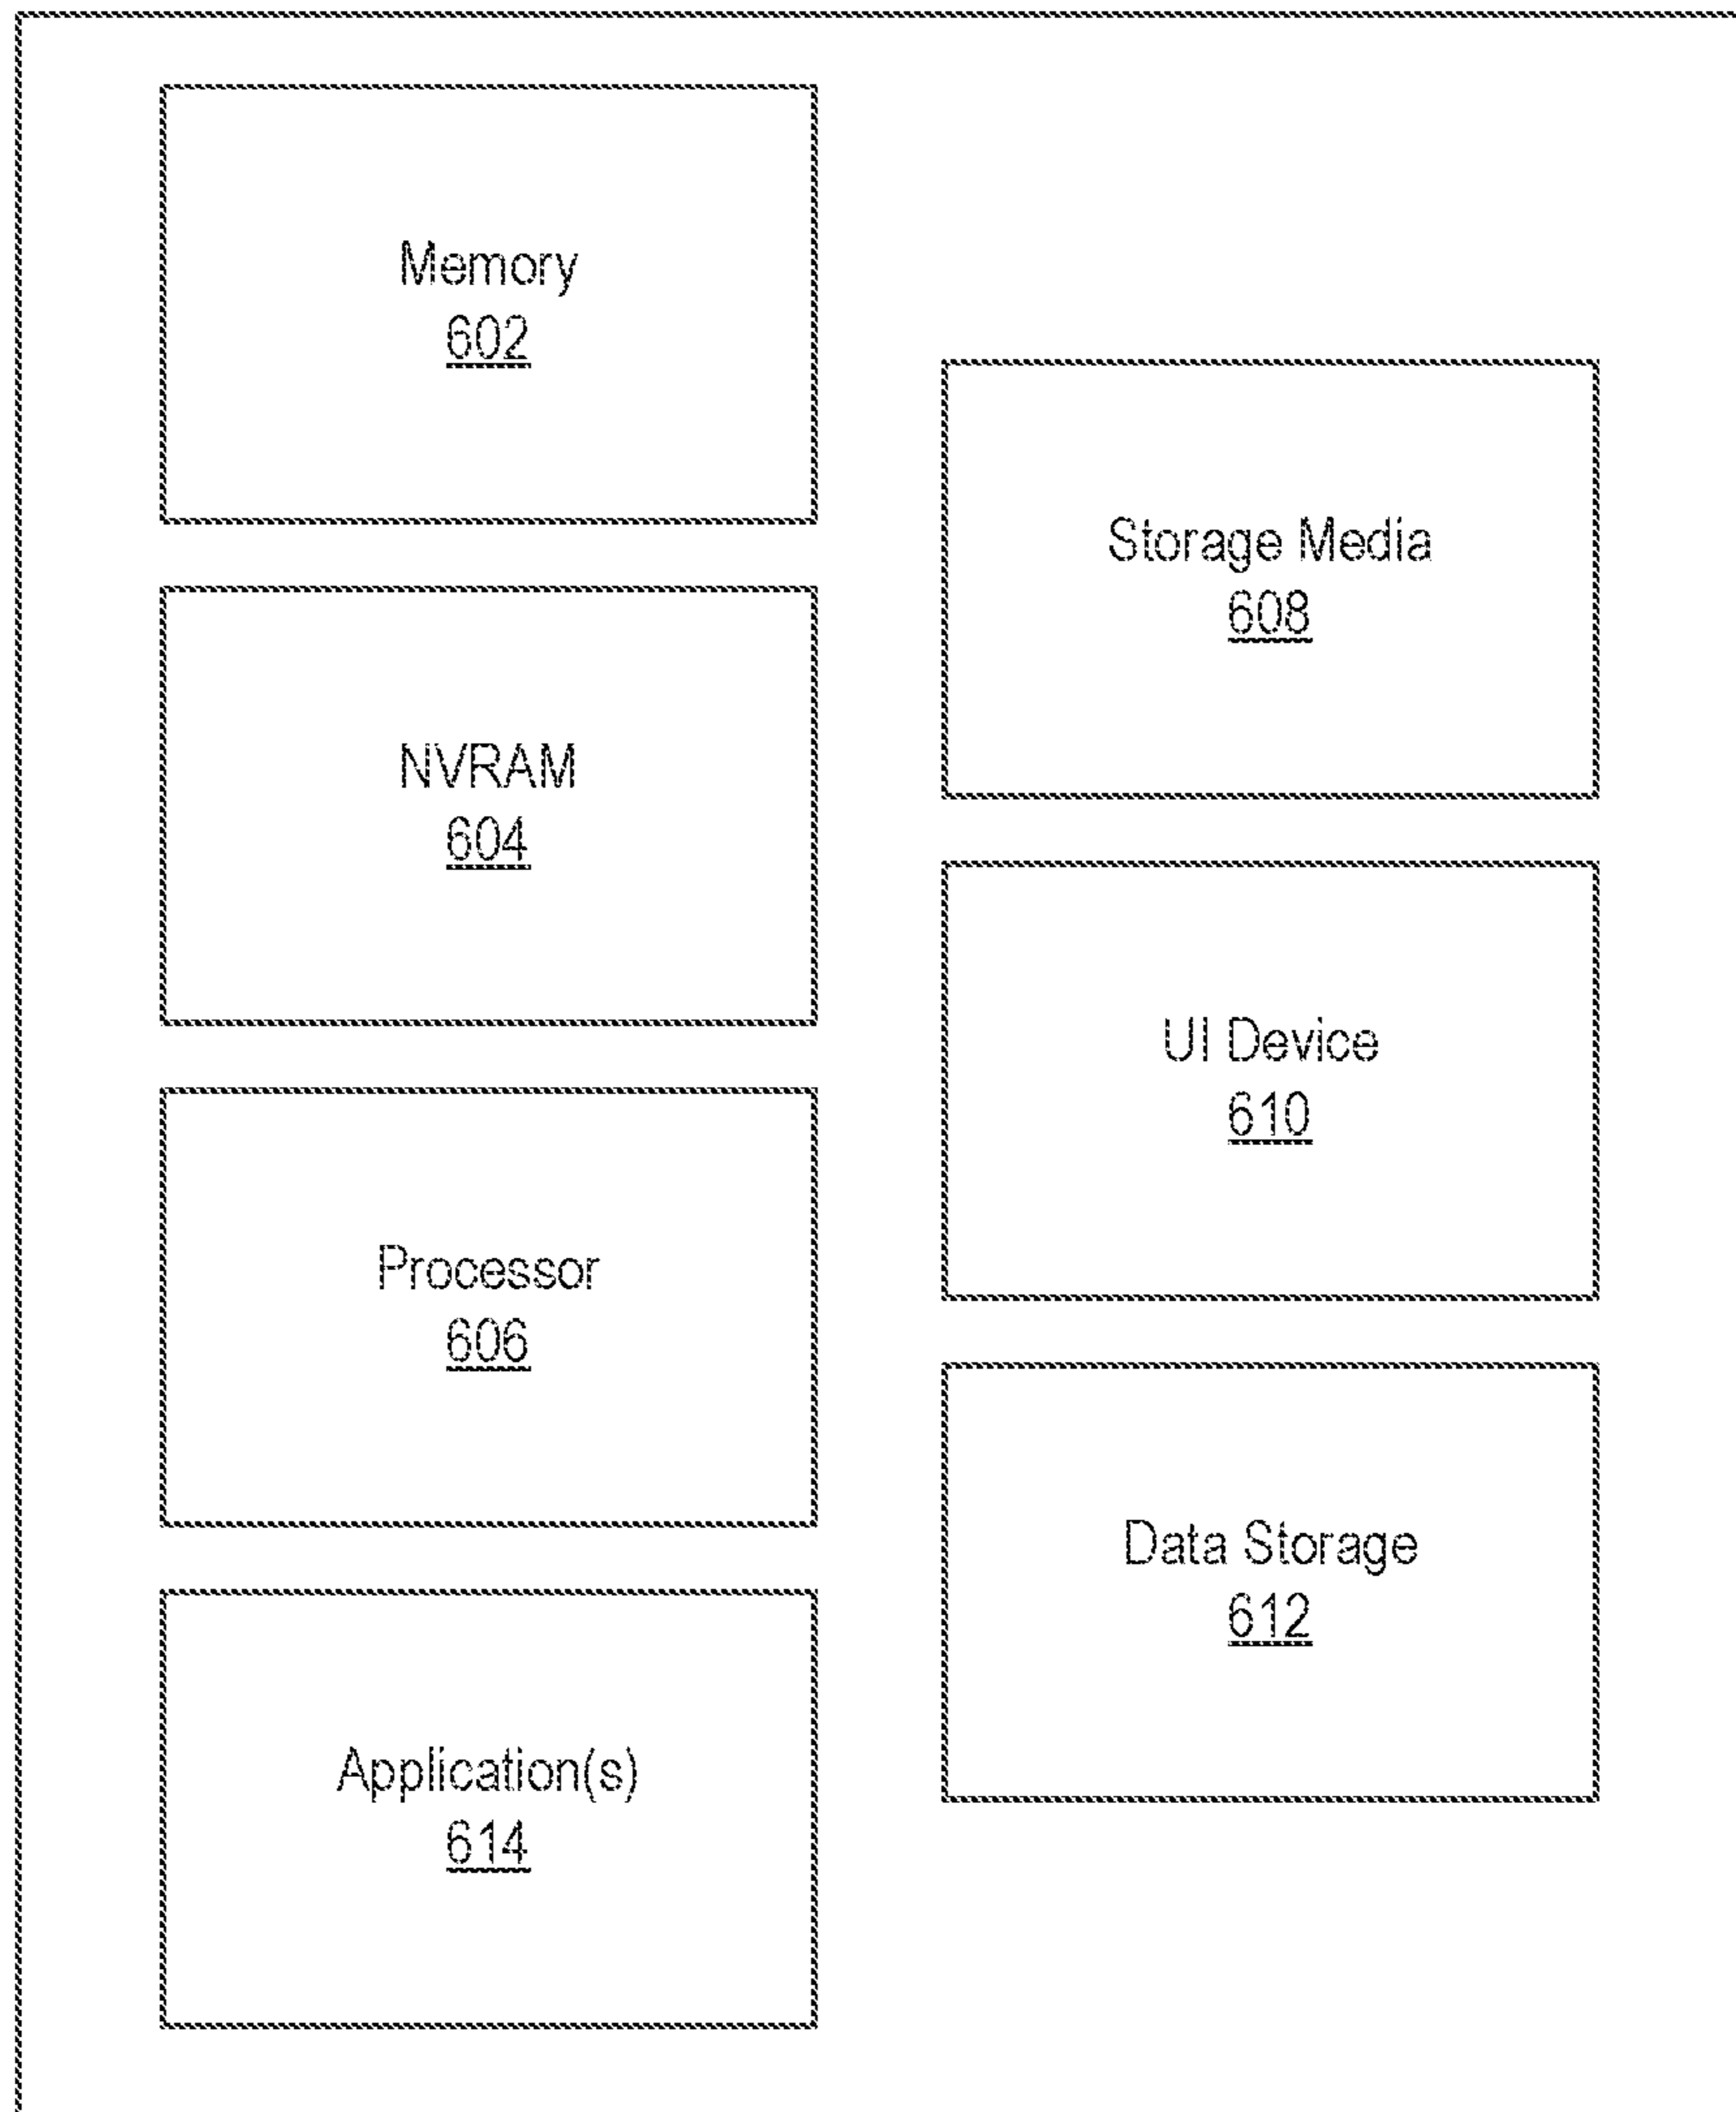 Memory
602
NVRAM
604
Processor
606
Application(s)
614
Storage Media
608
UI Device
610
Data Storage
612